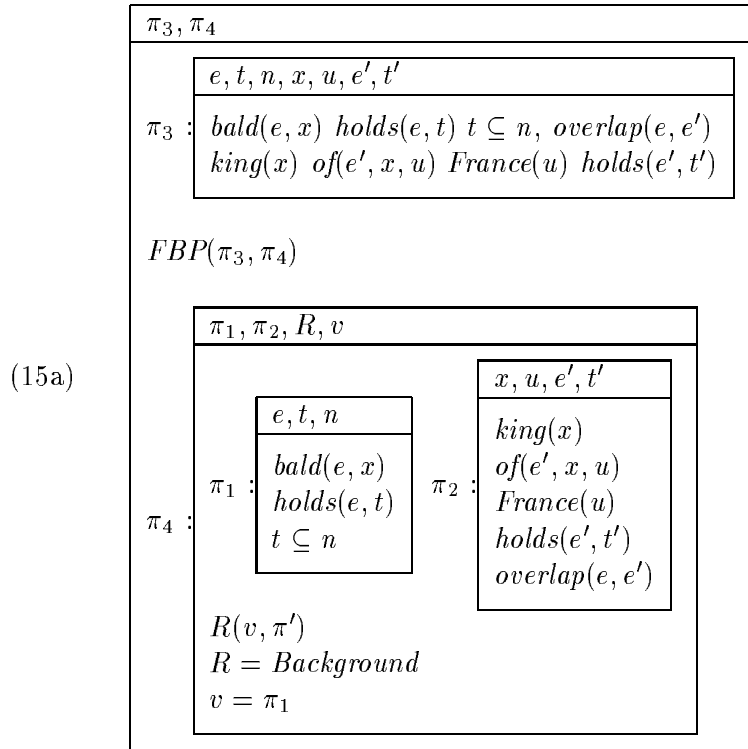 π3, π4
e, t, n, x, u, e′, t′
π3 : bald(e, x) holds(e, t) t ⊆ n, overlap(e, e′)
king(x) of(e′, x, u) France(u) holds(e′, t′)
FBP(π3, π4)
(15a)
π4 :
π1, π2, R, v
π1 :
e, t, n
bald(e, x)
holds(e, t)
t ⊆ n
π2 :
x, u, e′, t′
king(x)
of(e′, x, u)
France(u)
holds(e′, t′)
overlap(e, e′)
R(v, π′)
R = Background
v = π1